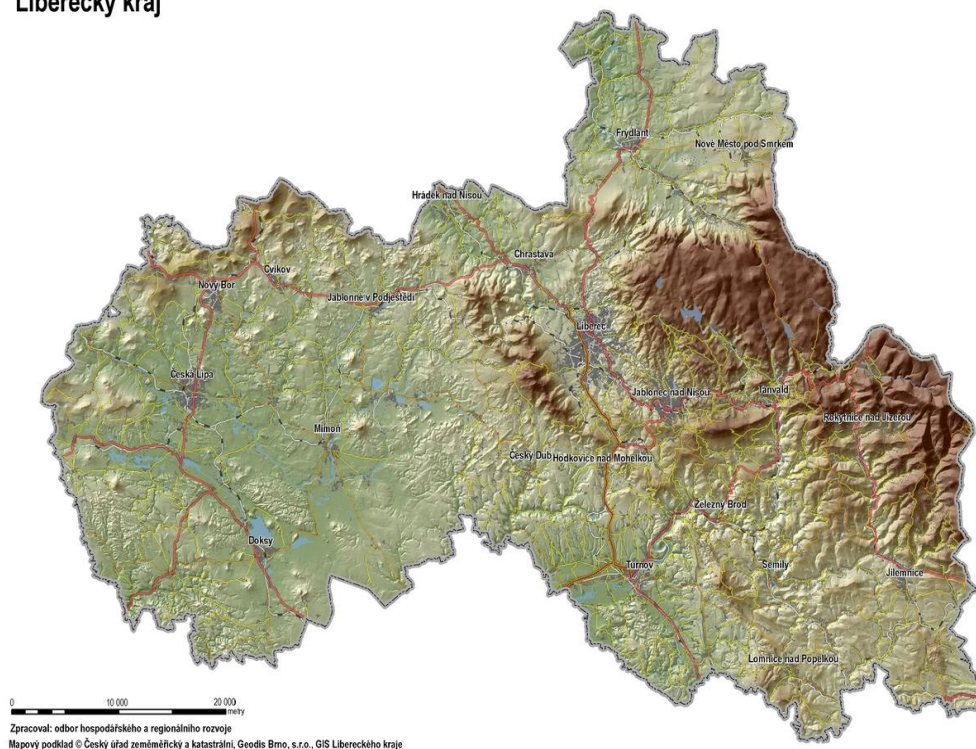 Liberecký kraj
Frýdlant
Nové Město pod Smrkem
Hrádek nad Nisou
Chrastava
Cvikov
Nový Bor
Jablonné v Podještědí
Liberec
Česká Lípa
Jablonec nad Nisou
Tanvald
Rokytnice nad Jizerou
Mimoň
Český Dub
Hodkovice nad Mohelkou
Železný Brod
Doksy
Turnov
Semily
Jilemnice
Lomnice nad Popelkou
0 10 000 20 000
metry
Zpracoval: odbor hospodářského a regionálního rozvoje
Mapový podklad © Český úřad zeměměřický a katastrální, Geodis Brno, s.r.o., GIS Libereckého kraje